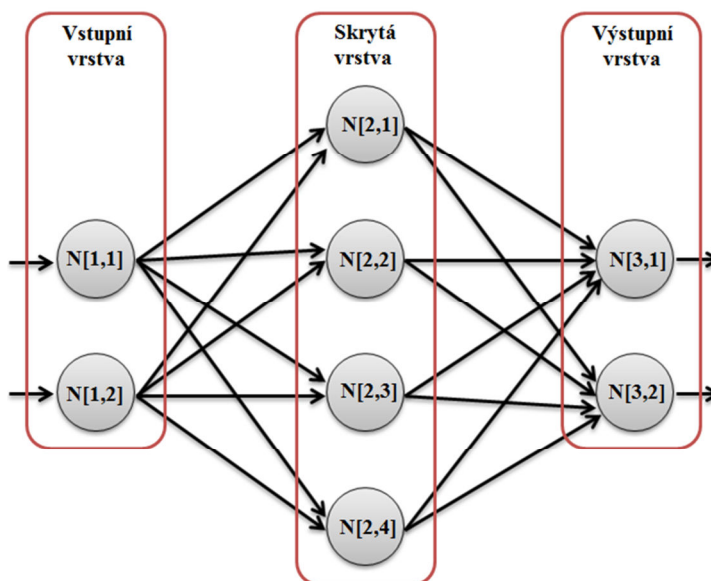 Vstupní
vrstva
Skrytá
vrstva
Výstupní
vrstva
N[1,1]
N[1,2]
N[2,1]
N[2,2]
N[2,3]
N[2,4]
N[3,1]
N[3,2]